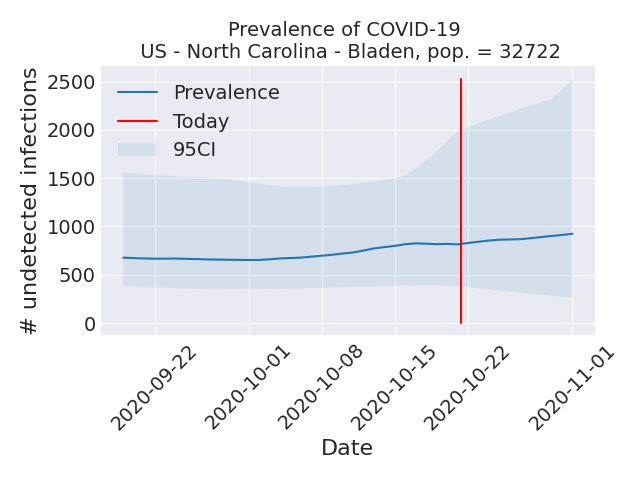 Prevalence of COVID-19
US - North Carolina - Bladen, pop. = 32722
# undetected infections
2500
2000
1500
1000
500
0
Prevalence
Today
95CI
2020-09-22
2020-10-01
2020-10-08
2020-10-15
2020-10-22
2020-11-01
Date